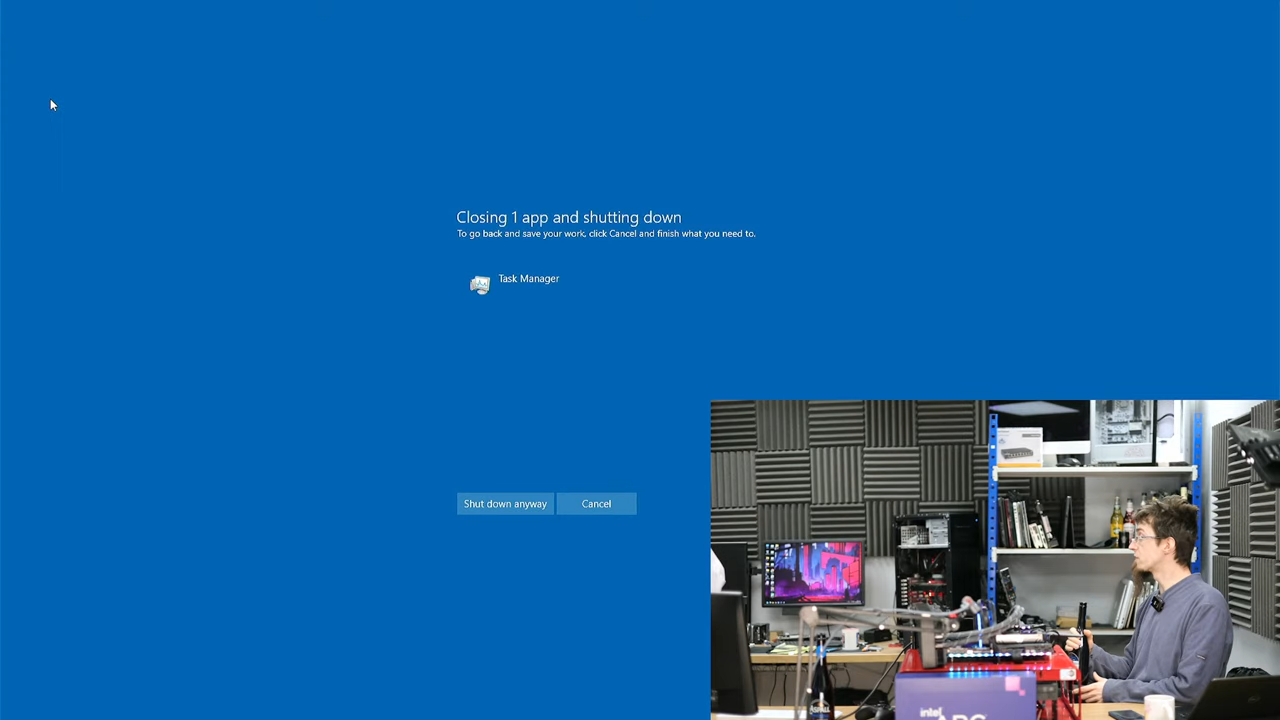 Closing 1 app and shutting down
To go back and save your work, click Cancel and finish what you need to.
Task Manager
Shut down anyway
Cancel
intel
ARC